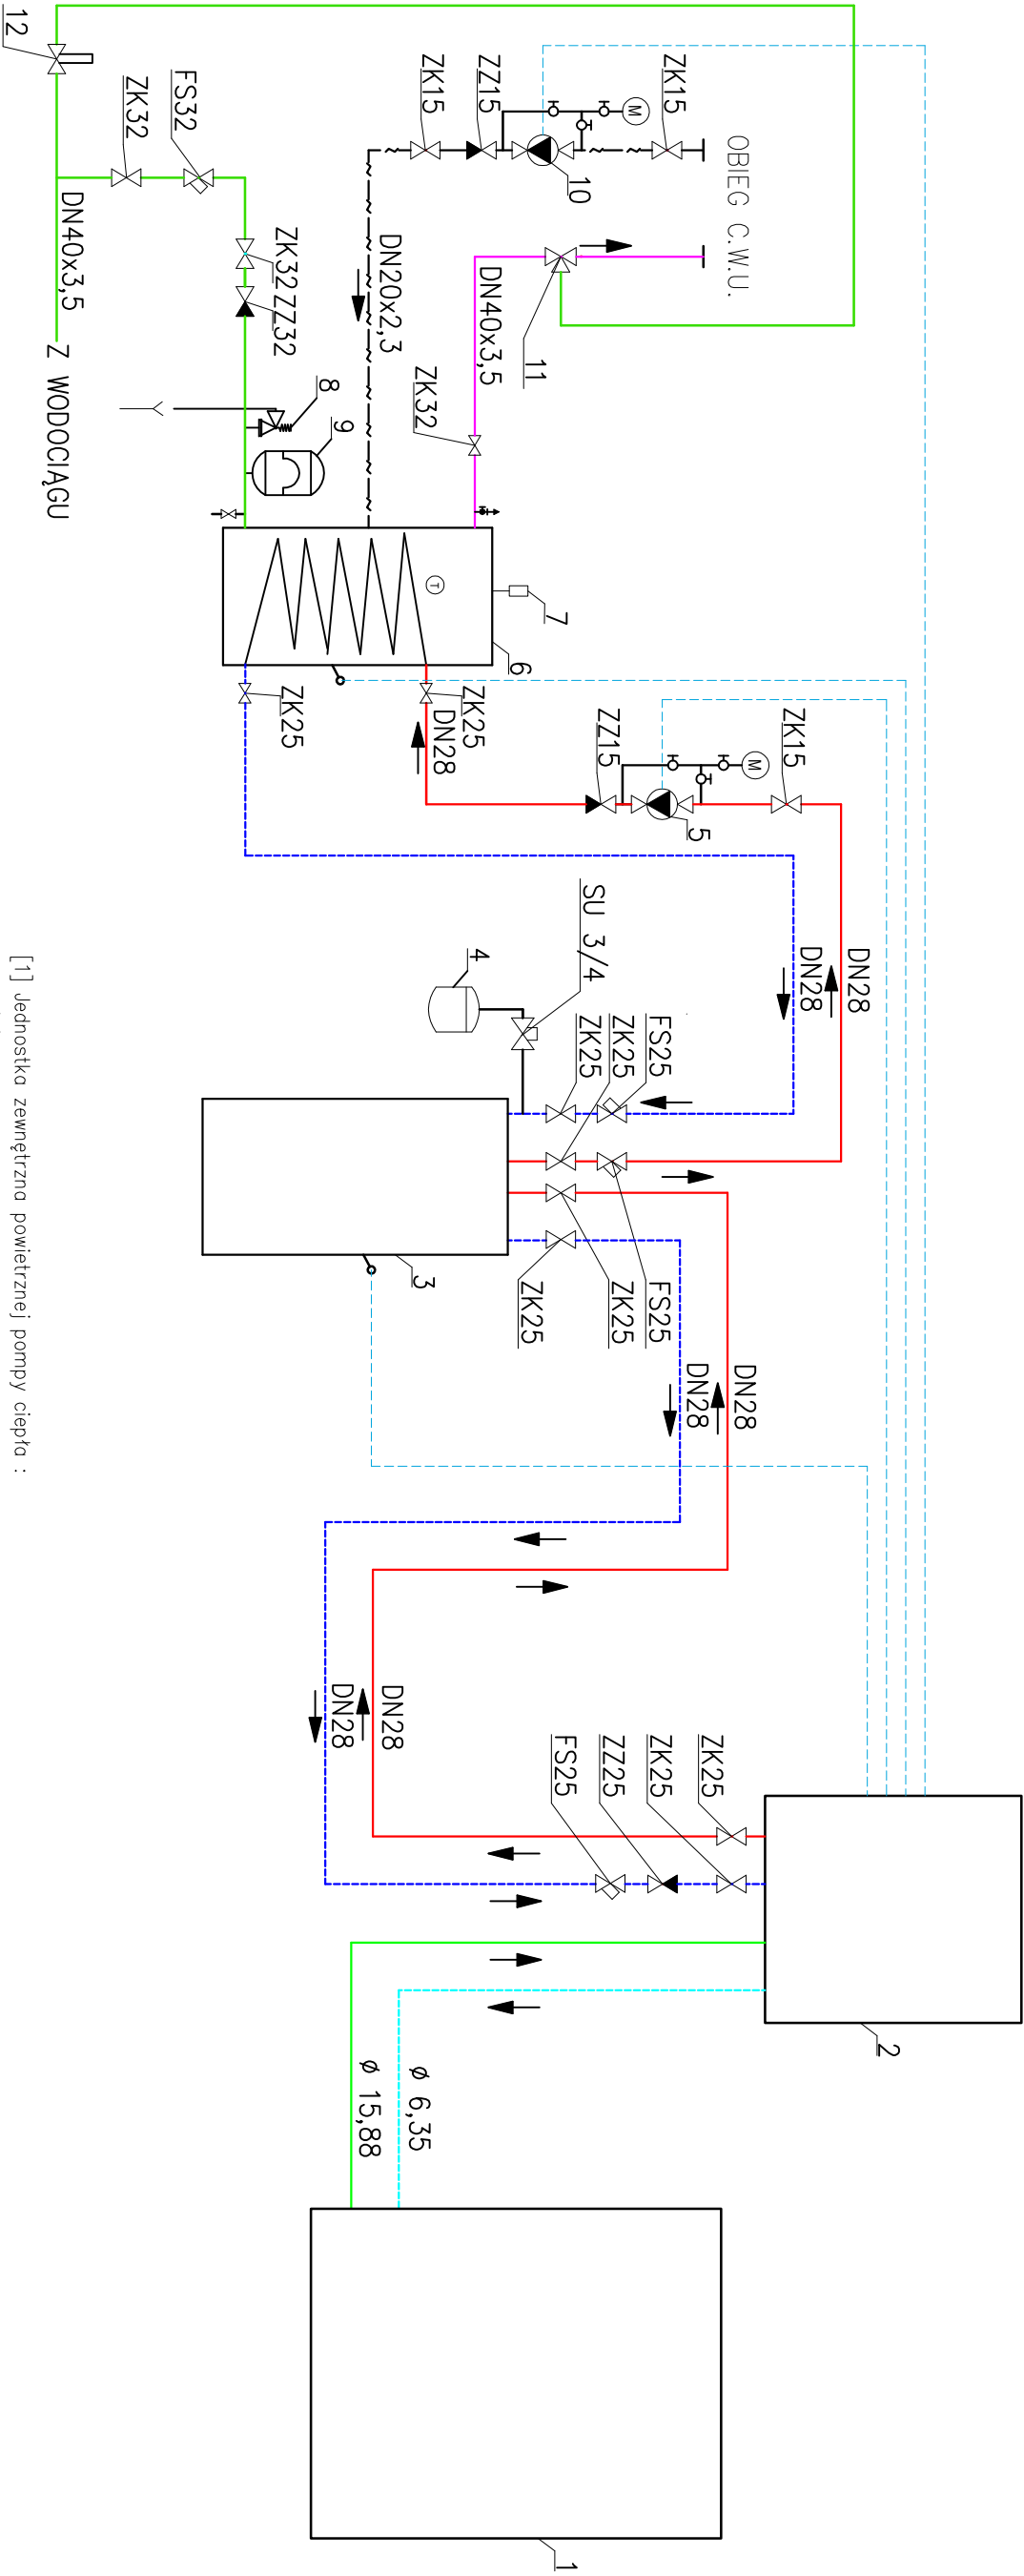 12
ZK32
FS32
DN40x3,5
Z WODOCIĄGU
ZK32
ZZ32
8
9
ZK15
ZZ15
10
ZK15
OBIEG C.W.U.
M
DN20x2,3
DN40x3,5
11
ZK32
T
7
6
ZK25
ZK25
DN28
ZZ15
ZK15
M
5
DN28
DN28
SU 3/4
4
ZK25
ZK25
FS25
3
ZK25
ZK25
FS25
DN28
DN28
DN28
DN28
FS25
ZZ25
ZK25
ZK25
2
ø 6,35
ø 15,88
1
[1] Jednostka zewnętrzna powietrznej pompy ciepła :